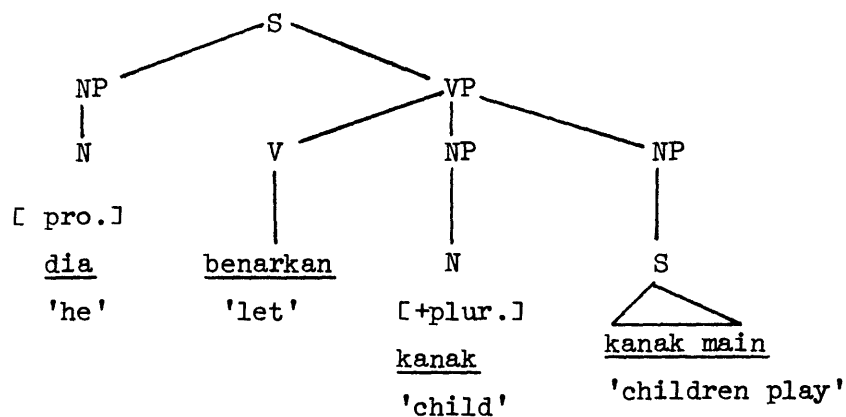 S
NP VP
N V NP NP
[ pro.]
dia benarkan N S
'he' 'let' [+plur.] kanak main
kanak 'children play'
'child'